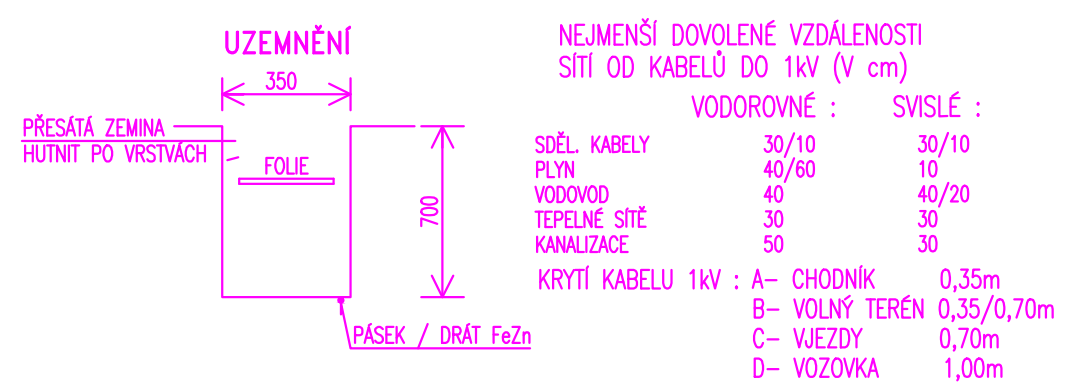 UZEMNĚNÍ
350
PŘESÁTÁ ZEMINA
HUTNIT PO VRSTVÁCH
FOLIE
700
PÁSEK / DRÁT FeZn
NEJMENŠÍ DOVOLENÉ VZDÁLENOSTI
SÍTÍ OD KABELŮ DO 1kV (V cm)
VODOROVNÉ : SVISLÉ :
SDĚL. KABELY 30/10 30/10
PLYN 40/60 10
VODOVOD 40 40/20
TEPELNÉ SÍTĚ 30 30
KANALIZACE 50 30
KRYTÍ KABELU 1kV : A– CHODNÍK 0,35m
B– VOLNÝ TERÉN 0,35/0,70m
C– VJEZDY 0,70m
D– VOZOVKA 1,00m